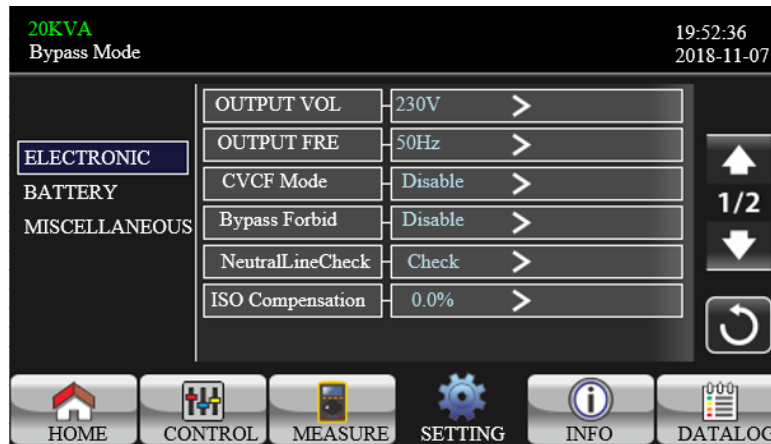 20KVA
Bypass Mode
19:52:36
2018-11-07
ELECTRONIC
BATTERY
MISCELLANEOUS
OUTPUT VOL 230V >
OUTPUT FRE 50Hz >
CVCF Mode Disable >
Bypass Forbid Disable >
NeutralLineCheck Check >
ISO Compensation 0.0% >
1/2
HOME CONTROL MEASURE SETTING INFO DATALOG